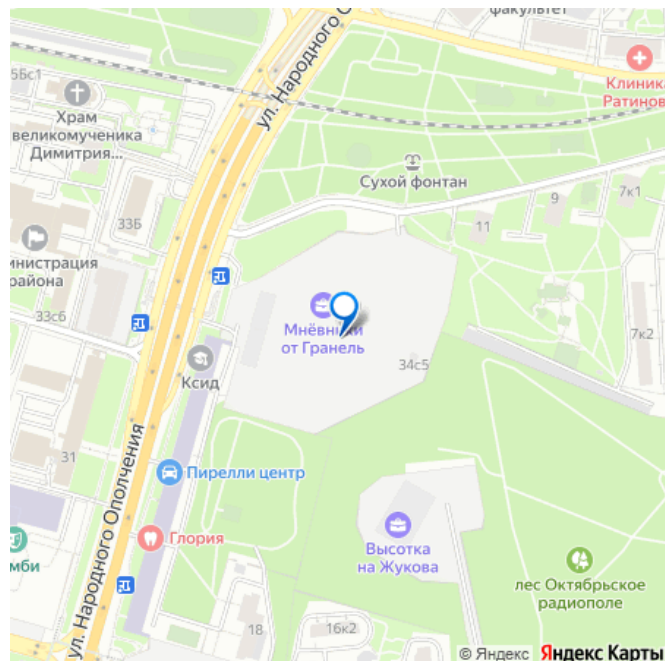 факультет
55бс1
Храм
великомученика
Димитрия...
ул. Народного О
Клиник
Ратинов
Сухой фонтан
33Б
11
9
7к1
министрация
района
33с6
Мнёвники
от Гранель
7к2
Ксид
34с5
31
Пирелли центр
Глория
ул. Народного Ополчения
мби
Высотка
на Жукова
лес Октябрьское
радиополе
18
16к2
© Яндекс Яндекс Карты